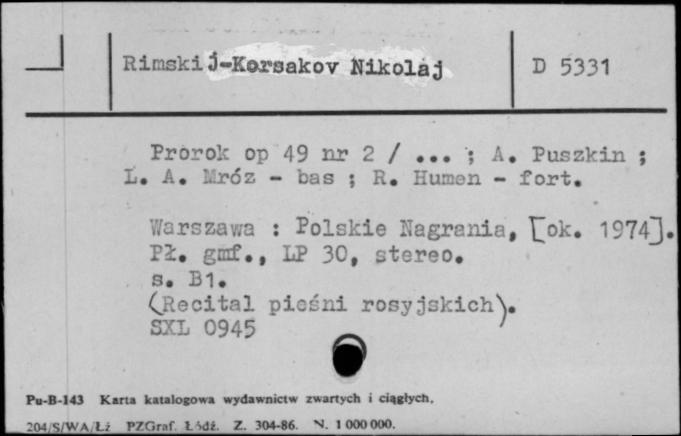 Rimskij-Korsakov Nikolaj D 5331
Prorok op 49 nr 2 / ... ; A. Puszkin ;
L. A. Mróz - bas ; R. Humen - fort.
Warszawa : Polskie Nagrania, [ok. 1974].
Pł. gmf., LP 30, stereo.
s. B1.
(Recital pieśni rosyjskich).
SXL 0945
Pu-B-143 Karta katalogowa wydawnictw zwartych i ciągłych.
204/S/WA/Łż PZGraf. Łódź. Z. 304-86. N. 1 000 000.